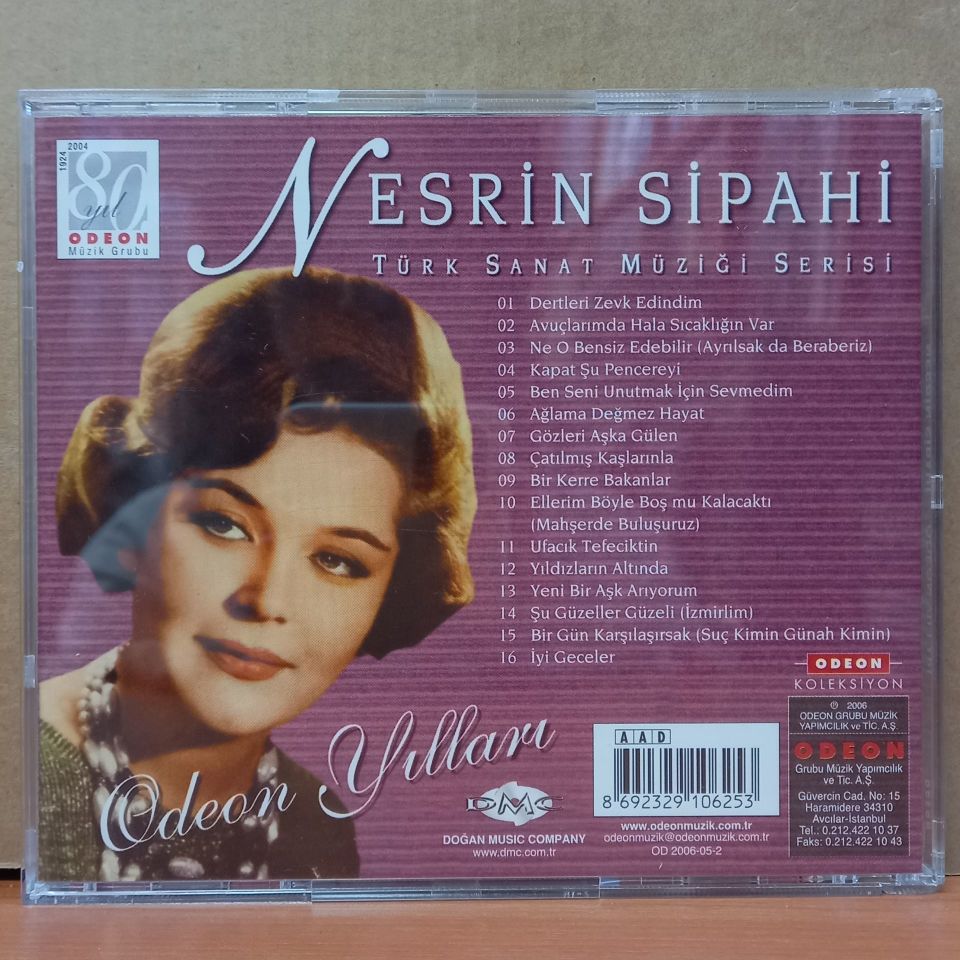 1924 2004
80
yıl
ODEON
Müzik Grubu
NESRİN SİPAHİ
TÜRK SANAT MÜZİĞİ SERİSİ
01 Dertleri Zevk Edindim
02 Avuçlarımda Hala Sıcaklığın Var
03 Ne O Bensiz Edebilir (Ayrılsak da Beraberiz)
04 Kapat Şu Pencereyi
05 Ben Seni Unutmak İçin Sevmedim
06 Ağlama Değmez Hayat
07 Gözleri Aşka Gülen
08 Çatılmış Kaşlarınla
09 Bir Kerre Bakanlar
10 Ellerim Böyle Boş mu Kalacaktı
(Mahşerde Buluşuruz)
11 Ufacık Tefeciktin
12 Yıldızların Altında
13 Yeni Bir Aşk Arıyorum
14 Şu Güzeller Güzeli (İzmirlim)
15 Bir Gün Karşılaşırsak (Suç Kimin Günah Kimin)
16 İyi Geceler
Odeon Yılları
DMC
DOĞAN MUSIC COMPANY
www.dmc.com.tr
AAD
8 692329 106253
www.odeonmuzik.com.tr
odeonmuzik@odeonmuzik.com.tr
OD 2006-05-2
ODEON
KOLEKSİYON
℗ 2006
ODEON GRUBU MÜZİK
YAPIMCILIK ve TİC. A.Ş.
ODEON
Grubu Müzik Yapımcılık
ve Tic. A.Ş.
Güvercin Cad. No: 15
Haramidere 34310
Avcılar-İstanbul
Tel.: 0.212.422 10 37
Faks: 0.212.422 10 43